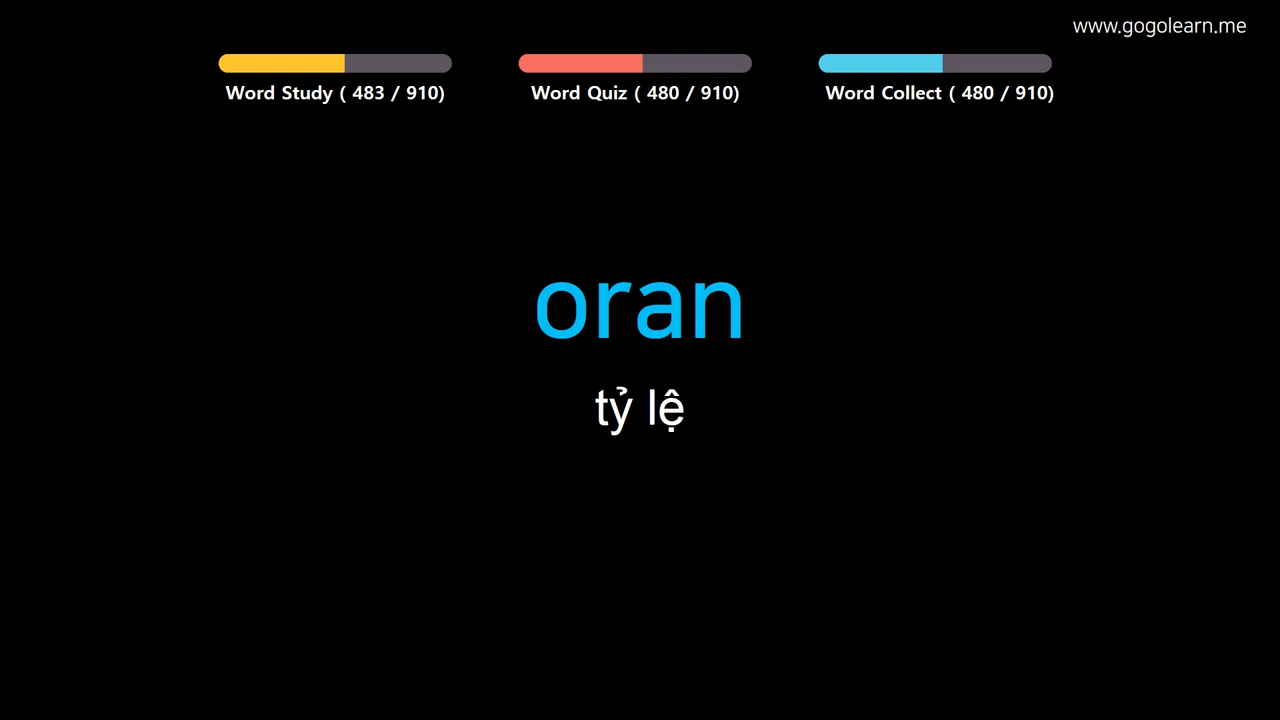 www.gogolearn.me
Word Study ( 483 / 910)
Word Quiz ( 480 / 910)
Word Collect ( 480 / 910)
oran
tỷ lệ